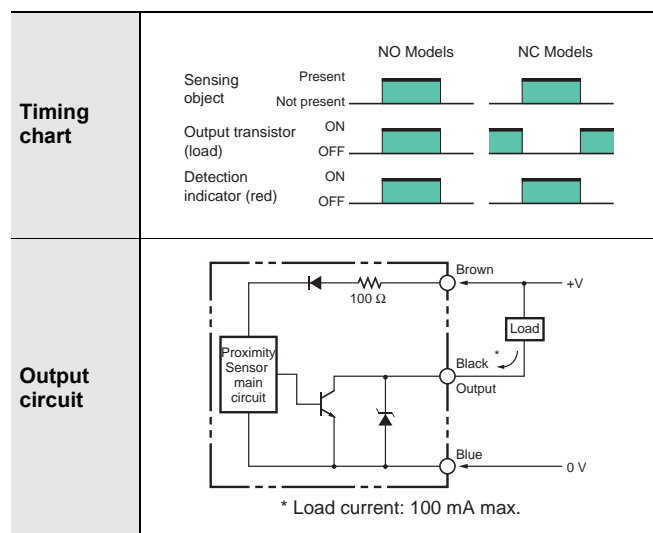 Timing
chart
NO Models
NC Models
Sensing
object
Present
Not present
Output transistor
(load)
ON
OFF
Detection
indicator (red)
ON
OFF
Output
circuit
Brown
+V
100 Ω
Load
Proximity
Sensor
main
circuit
*
Black
Output
Blue
0 V
* Load current: 100 mA max.